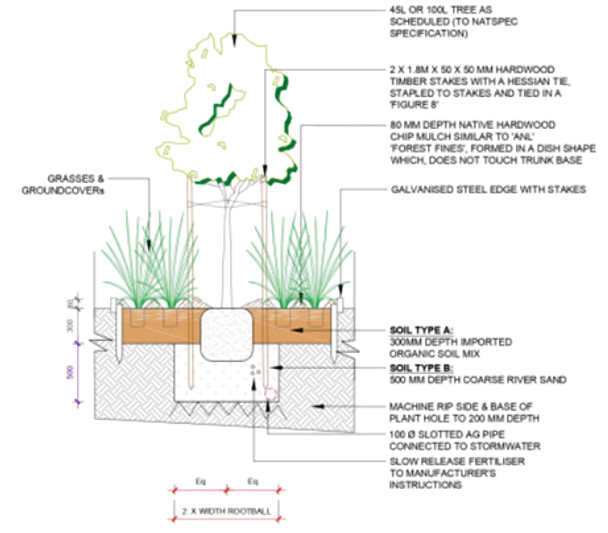 45L OR 100L TREE AS
SCHEDULED (TO NATSPEC
SPECIFICATION)
2 X 1.8M X 50 X 50 MM HARDWOOD
TIMBER STAKES WITH A HESSIAN TIE,
STAPLED TO STAKES AND TIED IN A
'FIGURE 8'
80 MM DEPTH NATIVE HARDWOOD
CHIP MULCH SIMILAR TO 'ANL'
'FOREST FINES', FORMED IN A DISH SHAPE
WHICH, DOES NOT TOUCH TRUNK BASE
GRASSES &
GROUNDCOVERs
GALVANISED STEEL EDGE WITH STAKES
80
300
500
SOIL TYPE A:
300MM DEPTH IMPORTED
ORGANIC SOIL MIX
SOIL TYPE B:
500 MM DEPTH COARSE RIVER SAND
MACHINE RIP SIDE & BASE OF
PLANT HOLE TO 200 MM DEPTH
100 Ø SLOTTED AG PIPE
CONNECTED TO STORMWATER
SLOW RELEASE FERTILISER
TO MANUFACTURER'S
INSTRUCTIONS
Eq Eq
2 X WIDTH ROOTBALL